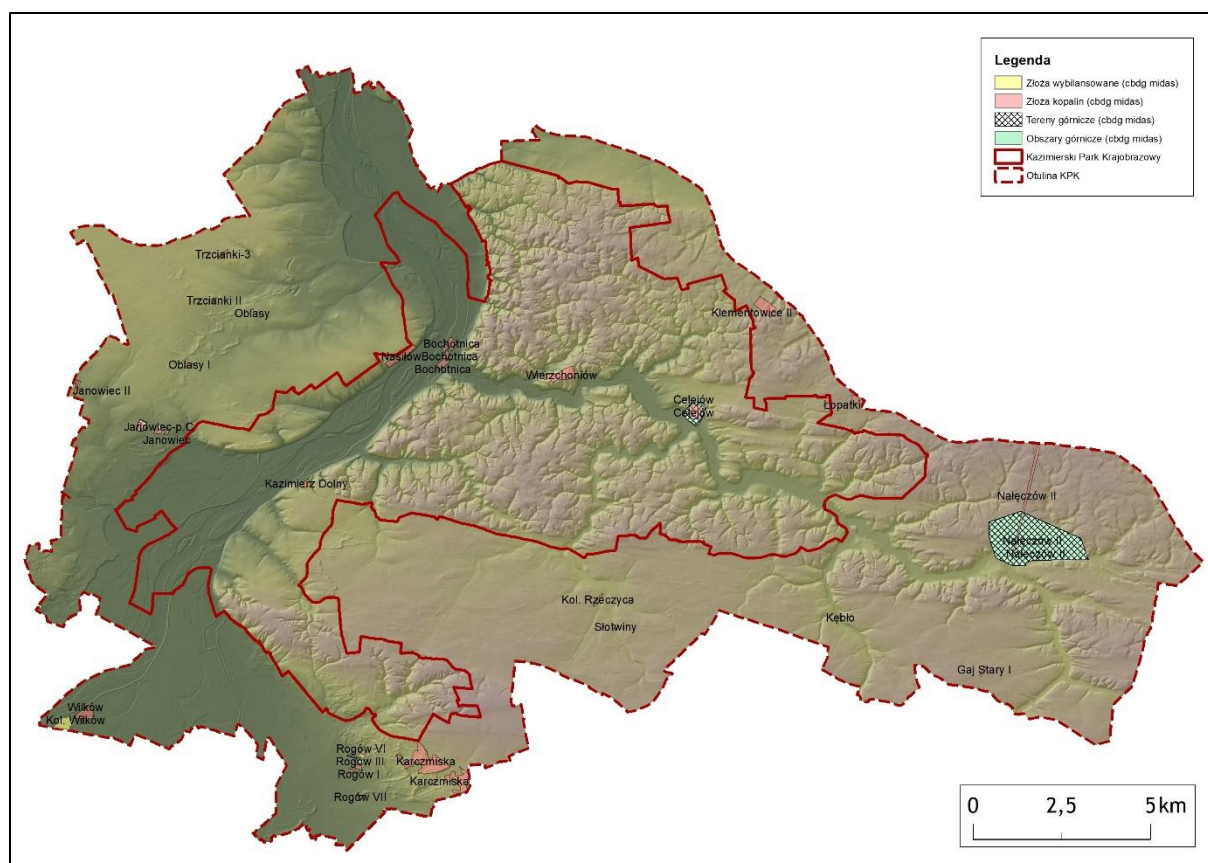 Legenda
Złoża wybilansowane (cbdg midas)
Złoża kopalin (cbdg midas)
Tereny górnicze (cbdg midas)
Obszary górnicze (cbdg midas)
Kazimierski Park Krajobrazowy
Otulina KPK
Trzcianki-3
Trzcianki II
Oblasy
Klementowice II
Bochotnica
Nasiłów Bochotnica
Bochotnica
Oblasy I
Wierzchoniów
Janowiec II
Celejów
Celejów
Łopatki
Janowiec-p.C
Janowiec
Kazimierz Dolny
Nałęczów II
Nałęczów II
Nałęczów II
Kol. Rzeczyca
Słotwiny
Kębło
Gaj Stary I
Wilków
Kol. Wilków
Rogów VI
Rogów III
Rogów I
Karczmiska
Karczmiska
Rogów VII
0 2,5 5 km